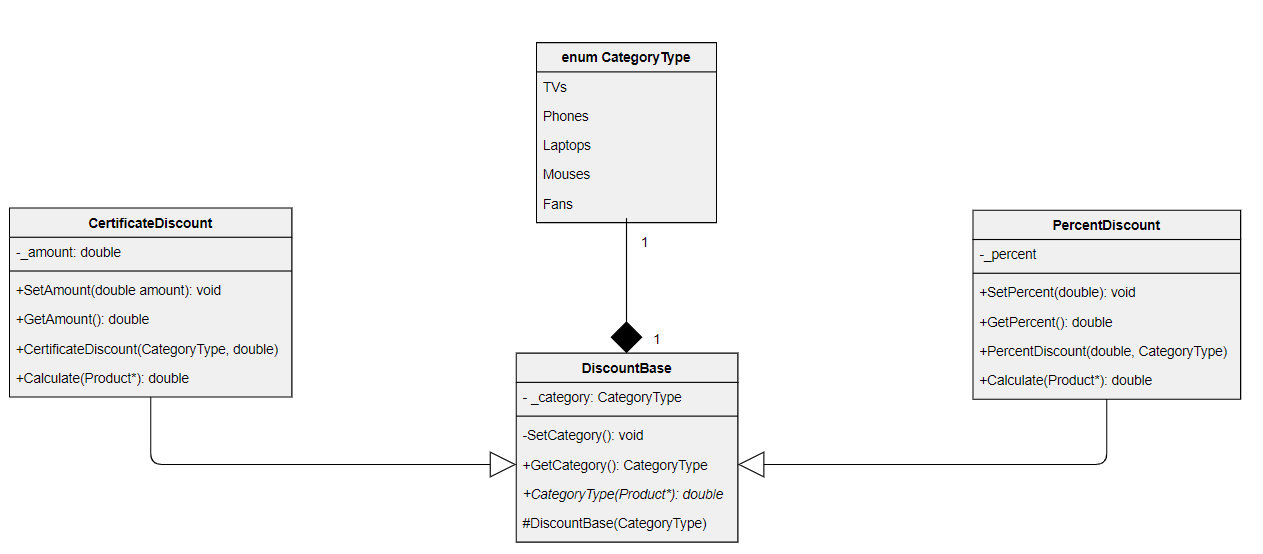 enum CategoryType
TVs
Phones
Laptops
Mouses
Fans
1
1
CertificateDiscount
-_amount: double
+SetAmount(double amount): void
+GetAmount(): double
+CertificateDiscount(CategoryType, double)
+Calculate(Product*): double
DiscountBase
- _category: CategoryType
-SetCategory(): void
+GetCategory(): CategoryType
+CategoryType(Product*): double
#DiscountBase(CategoryType)
PercentDiscount
-_percent
+SetPercent(double): void
+GetPercent(): double
+PercentDiscount(double, CategoryType)
+Calculate(Product*): double